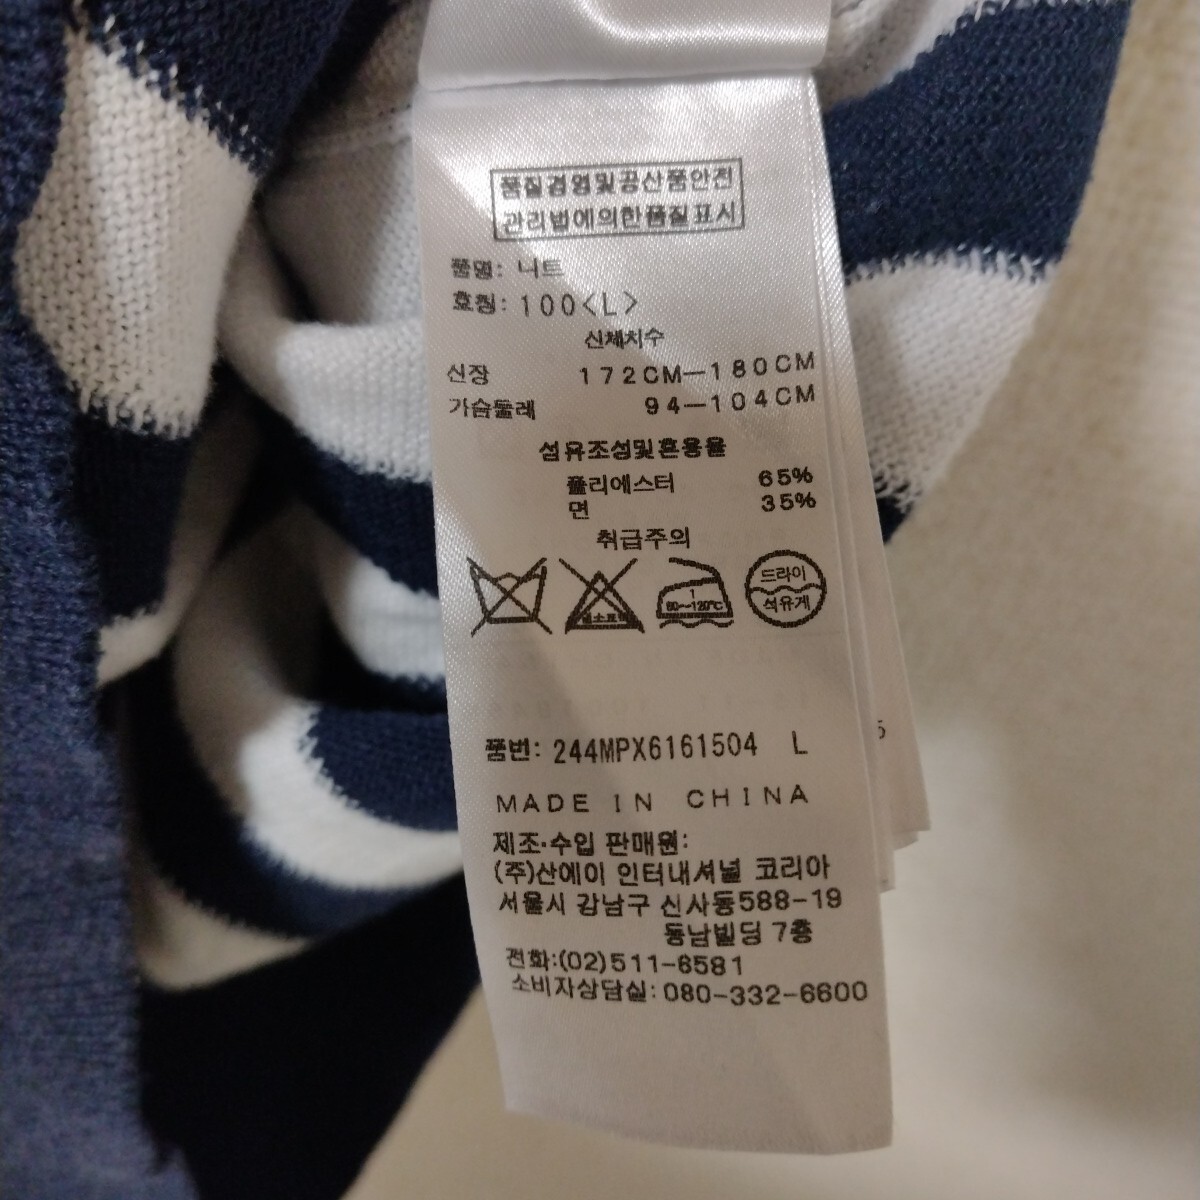 품질경영및공산품안전
관리법에의한품질표시
품명: 니트
호칭: 100<L>
신체치수
신장 172CM—180CM
가슴둘레 94—104CM
섬유조성및혼용율
폴리에스터 65%
면 35%
취급주의
1
80~120℃
드라이
석유계
품번: 244MPX6161504 L
5
MADE IN CHINA
제조·수입 판매원:
(주)산에이 인터내셔널 코리아
서울시 강남구 신사동588-19
동남빌딩 7층
전화:(02)511-6581
소비자상담실: 080-332-6600